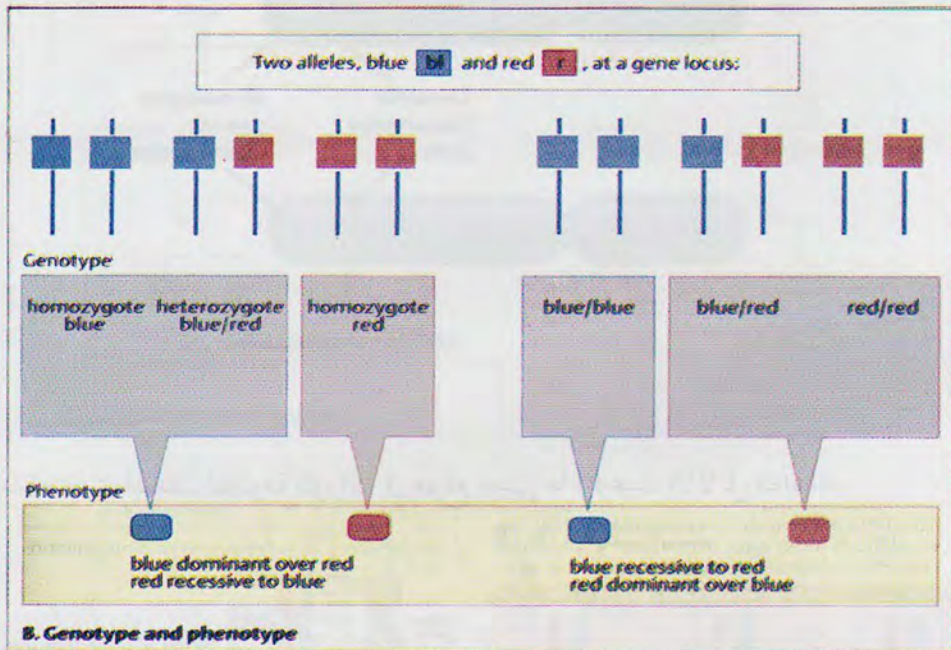 Two alleles, blue bl and red r, at a gene locus:
Genotype
homozygote blue
heterozygote blue/red
homozygote red
blue/blue
blue/red
red/red
Phenotype
blue dominant over red
red recessive to blue
blue recessive to red
red dominant over blue
B. Genotype and phenotype